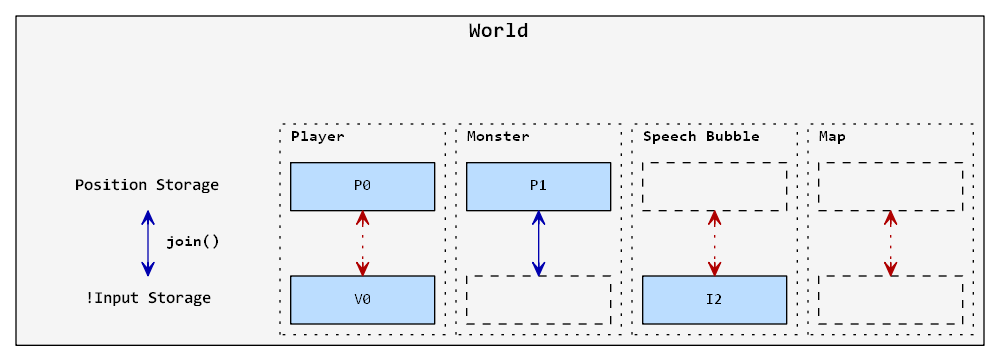 World
Player
Monster
Speech Bubble
Map
Position Storage
P0
P1
join()
!Input Storage
V0
I2